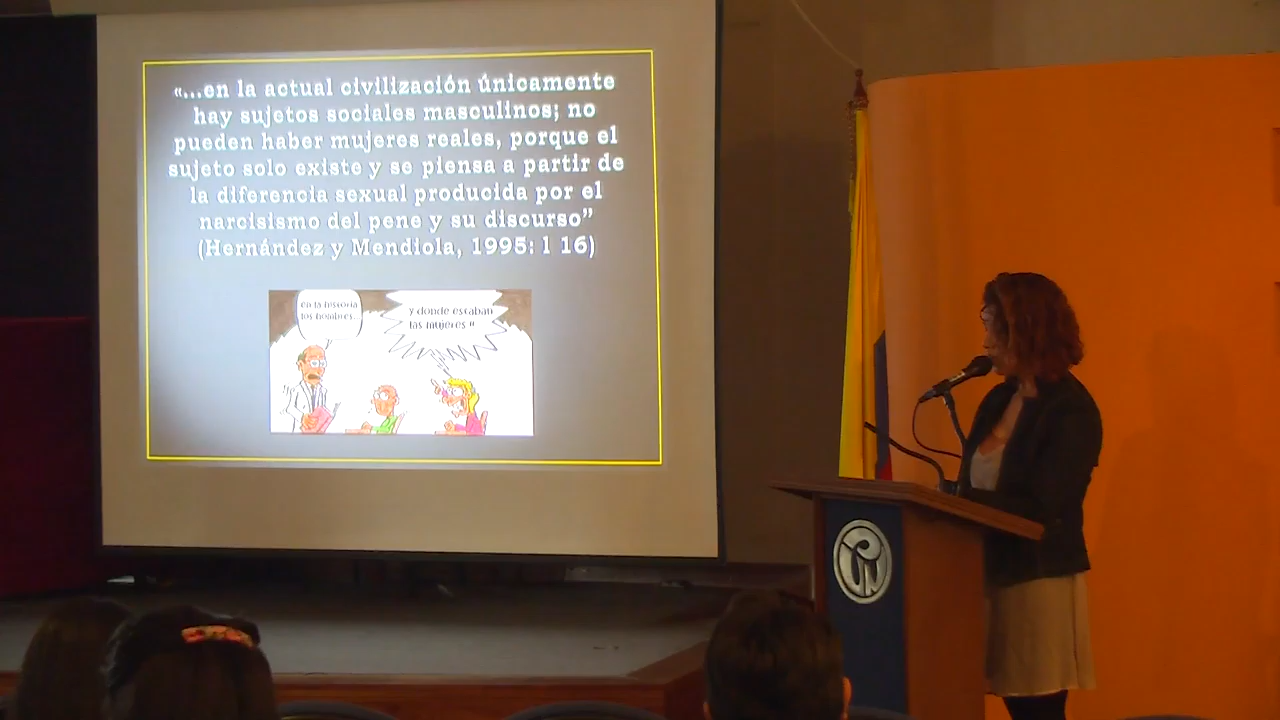 «...en la actual civilización únicamente
hay sujetos sociales masculinos; no
pueden haber mujeres reales, porque el
sujeto solo existe y se piensa a partir de
la diferencia sexual producida por el
narcisismo del pene y su discurso”
(Hernández y Mendiola, 1995: 1 16)
en la historia
los hombres...
y donde estaban
las mujeres